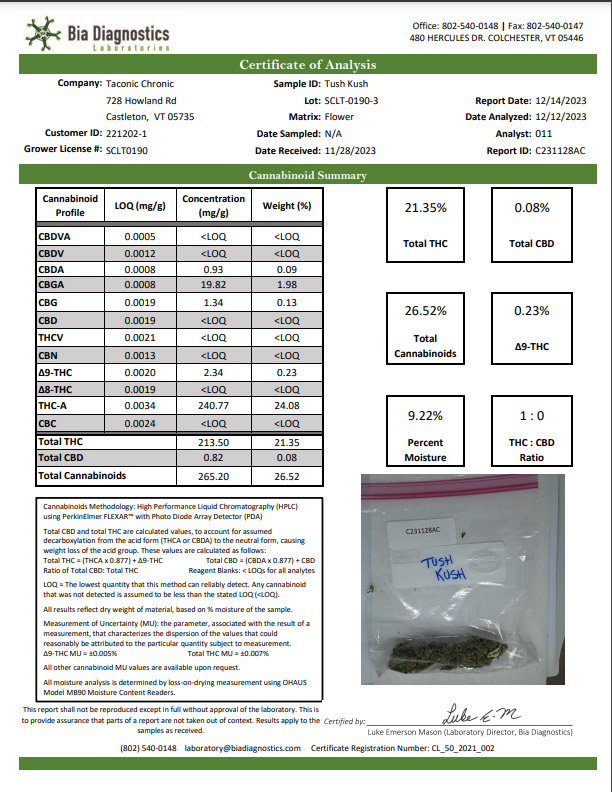 Bia Diagnostics
Laboratories
Office: 802-540-0148 | Fax: 802-540-0147
480 HERCULES DR. COLCHESTER, VT 05446
Certificate of Analysis
Company: Taconic Chronic
728 Howland Rd
Castleton, VT 05735
Customer ID: 221202-1
Grower License #: SCLT0190
Sample ID: Tush Kush
Lot: SCLT-0190-3
Matrix: Flower
Date Sampled: N/A
Date Received: 11/28/2023
Report Date: 12/14/2023
Date Analyzed: 12/12/2023
Analyst: 011
Report ID: C231128AC
Cannabinoid Summary
Cannabinoid Profile LOQ (mg/g) Concentration (mg/g) Weight (%)
CBDVA 0.0005 <LOQ <LOQ
CBDV 0.0012 <LOQ <LOQ
CBDA 0.0008 0.93 0.09
CBGA 0.0008 19.82 1.98
CBG 0.0019 1.34 0.13
CBD 0.0019 <LOQ <LOQ
THCV 0.0021 <LOQ <LOQ
CBN 0.0013 <LOQ <LOQ
Δ9-THC 0.0020 2.34 0.23
Δ8-THC 0.0019 <LOQ <LOQ
THC-A 0.0034 240.77 24.08
CBC 0.0024 <LOQ <LOQ
Total THC 213.50 21.35
Total CBD 0.82 0.08
Total Cannabinoids 265.20 26.52
21.35%
Total THC
0.08%
Total CBD
26.52%
Total
Cannabinoids
0.23%
Δ9-THC
9.22%
Percent
Moisture
1 : 0
THC : CBD
Ratio
Cannabinoids Methodology: High Performance Liquid Chromatography (HPLC)
using PerkinElmer FLEXAR™ with Photo Diode Array Detector (PDA)
Total CBD and total THC are calculated values, to account for assumed
decarboxylation from the acid form (THCA or CBDA) to the neutral form, causing
weight loss of the acid group. These values are calculated as follows:
Total THC = (THCA x 0.877) + Δ9-THC Total CBD = (CBDA x 0.877) + CBD
Ratio of Total CBD: Total THC Reagent Blanks: < LOQs for all analytes
LOQ = The lowest quantity that this method can reliably detect. Any cannabinoid
that was not detected is assumed to be less than the stated LOQ (<LOQ).
All results reflect dry weight of material, based on % moisture of the sample.
Measurement of Uncertainty (MU): the parameter, associated with the result of a
measurement, that characterizes the dispersion of the values that could
reasonably be attributed to the particular quantity subject to measurement.
Δ9-THC MU = ±0.005% Total THC MU = ±0.007%
All other cannabinoid MU values are available upon request.
All moisture analysis is determined by loss-on-drying measurement using OHAUS
Model MB90 Moisture Content Readers.
C231128AC
TUSH
KUSH
This report shall not be reproduced except in full without approval of the laboratory. This is
to provide assurance that parts of a report are not taken out of context. Results apply to the
samples as received.
Certified by: Luke E. M
Luke Emerson Mason (Laboratory Director, Bia Diagnostics)
(802) 540-0148 laboratory@biadiagnostics.com Certificate Registration Number: CL_50_2021_002